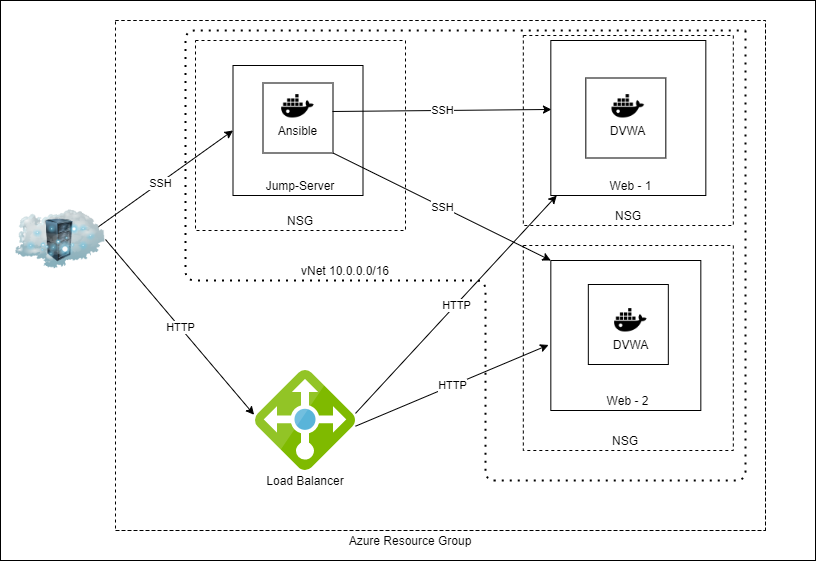 SSH
Ansible
DVWA
SSH
Jump-Server
Web - 1
SSH
NSG
NSG
vNet 10.0.0.0/16
HTTP
HTTP
DVWA
HTTP
Web - 2
NSG
Load Balancer
Azure Resource Group